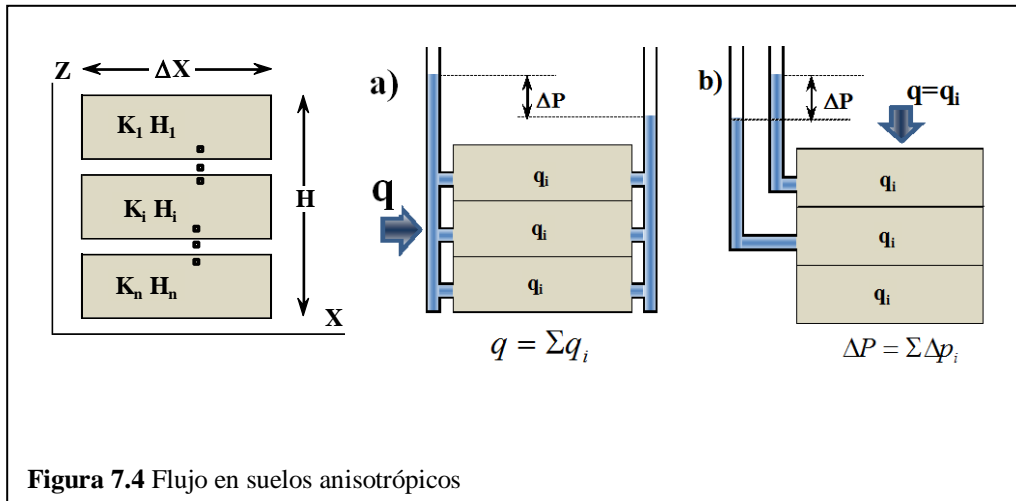 Z
ΔX
K₁ H₁
Kᵢ Hᵢ
Kₙ Hₙ
H
X
a)
ΔP
q
qᵢ
qᵢ
qᵢ
q = Σqᵢ
b)
ΔP
q=qᵢ
qᵢ
qᵢ
qᵢ
ΔP = ΣΔpᵢ
Figura 7.4 Flujo en suelos anisotrópicos